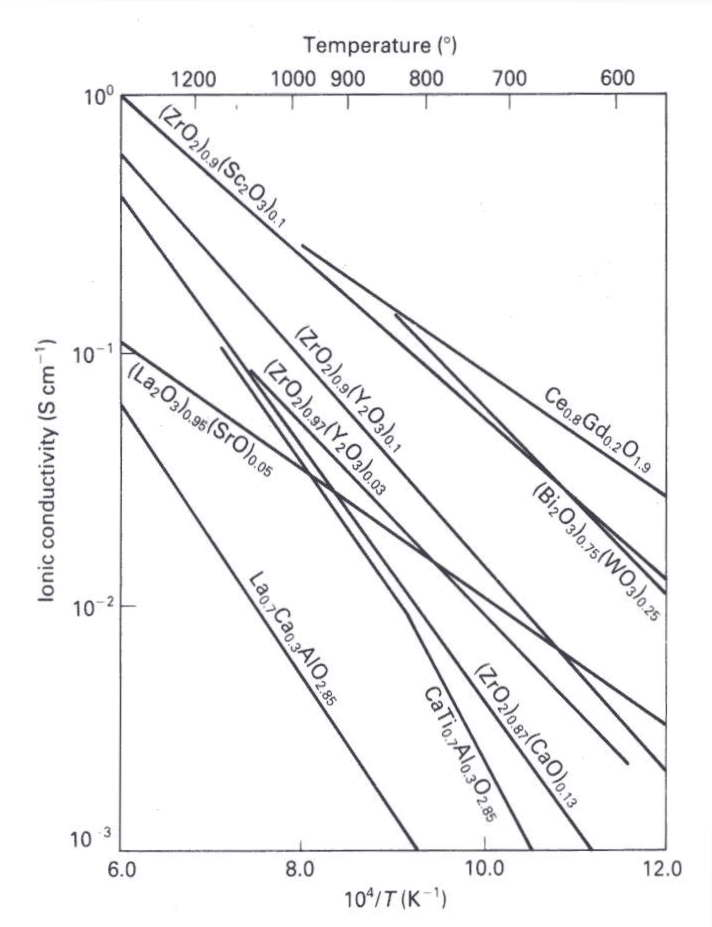 Temperature (°)
1200 1000 900 800 700 600
10⁰
(ZrO₂)₀.₉(Sc₂O₃)₀.₁
10⁻¹
(ZrO₂)₀.₉(Y₂O₃)₀.₁
(ZrO₂)₀.₉₇(Y₂O₃)₀.₀₃
(La₂O₃)₀.₉₅(SrO)₀.₀₅
Ce₀.₈Gd₀.₂O₁.₉
(Bi₂O₃)₀.₇₅(WO₃)₀.₂₅
Ionic conductivity (S cm⁻¹)
10⁻²
La₀.₇Ca₀.₃AlO₂.₈₅
(ZrO₂)₀.₈₇(CaO)₀.₁₃
CaTi₀.₇Al₀.₃O₂.₈₅
10⁻³
6.0 8.0 10.0 12.0
10⁴/T (K⁻¹)